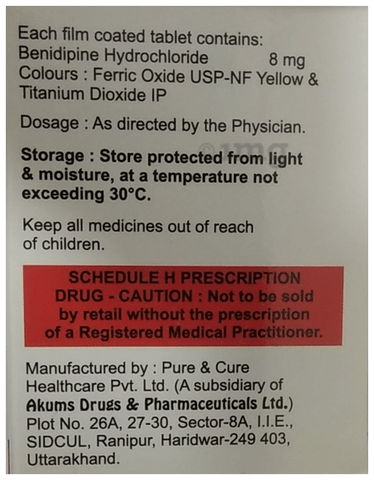 Each film coated tablet contains:
Benidipine Hydrochloride 8 mg
Colours : Ferric Oxide USP-NF Yellow &
Titanium Dioxide IP
Dosage : As directed by the Physician.
Storage : Store protected from light
& moisture, at a temperature not
exceeding 30°C.
Keep all medicines out of reach
of children.
SCHEDULE H PRESCRIPTION
DRUG - CAUTION : Not to be sold
by retail without the prescription
of a Registered Medical Practitioner.
Manufactured by : Pure & Cure
Healthcare Pvt. Ltd. (A subsidiary of
Akums Drugs & Pharmaceuticals Ltd.)
Plot No. 26A, 27-30, Sector-8A, I.I.E.,
SIDCUL, Ranipur, Haridwar-249 403,
Uttarakhand.